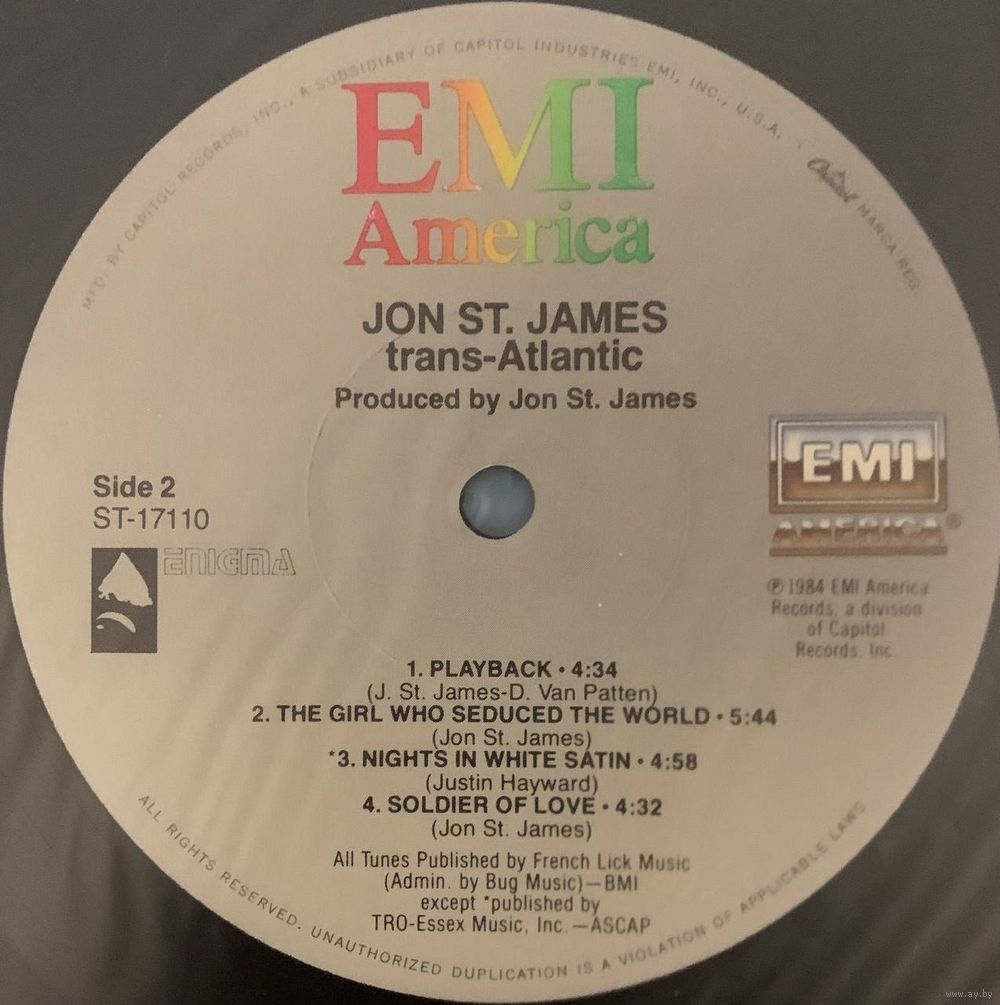 MFD. BY CAPITOL RECORDS, INC., A SUBSIDIARY OF CAPITOL INDUSTRIES-EMI, INC., U.S.A. · Capitol MARCA REG.
EMI
America
JON ST. JAMES
trans-Atlantic
Produced by Jon St. James
EMI
AMERICA®
Side 2
ST-17110
ENIGMA
℗ 1984 EMI America
Records, a division
of Capitol
Records, Inc.
1. PLAYBACK • 4:34
(J. St. James-D. Van Patten)
2. THE GIRL WHO SEDUCED THE WORLD • 5:44
(Jon St. James)
*3. NIGHTS IN WHITE SATIN • 4:58
(Justin Hayward)
4. SOLDIER OF LOVE • 4:32
(Jon St. James)
All Tunes Published by French Lick Music
(Admin. by Bug Music)—BMI
except *published by
TRO-Essex Music, Inc.—ASCAP
ALL RIGHTS RESERVED. UNAUTHORIZED DUPLICATION IS A VIOLATION OF APPLICABLE LAWS
www.ay.by